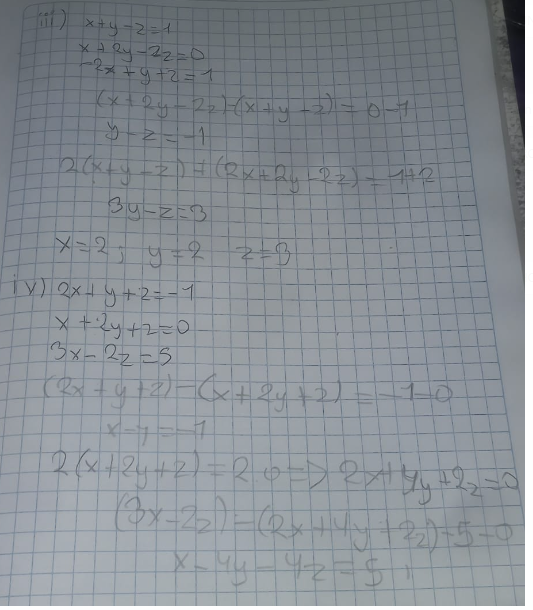 iii) x+y-z=1
x+2y-2z=0
-2x+y+z=1
(x+2y-2z)-(x+y-z)=0-1
y-z=-1
2(x+y-z)+(2x+2y-2z)=1+2
3y-z=3
x=2; y=2 z=3
iv) 2x+y+z=-1
x+2y+z=0
3x-2z=5
(2x+y+z)-(x+2y+z)=-1-0
x-y=-1
2(x+2y+z)=2.0=>2x+4y+2z=0
(3x-2z)-(2x+4y+2z)=5-0
x-4y-4z=5